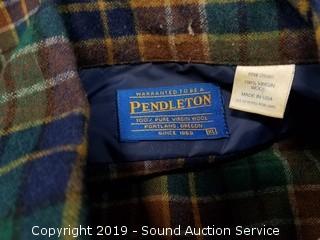 WARRANTED TO BE A
PENDLETON
100% PURE VIRGIN WOOL
PORTLAND, OREGON
SINCE 1863
XL
100% VIRGIN
WOOL
MADE IN USA
Copyright 2019 - Sound Auction Service